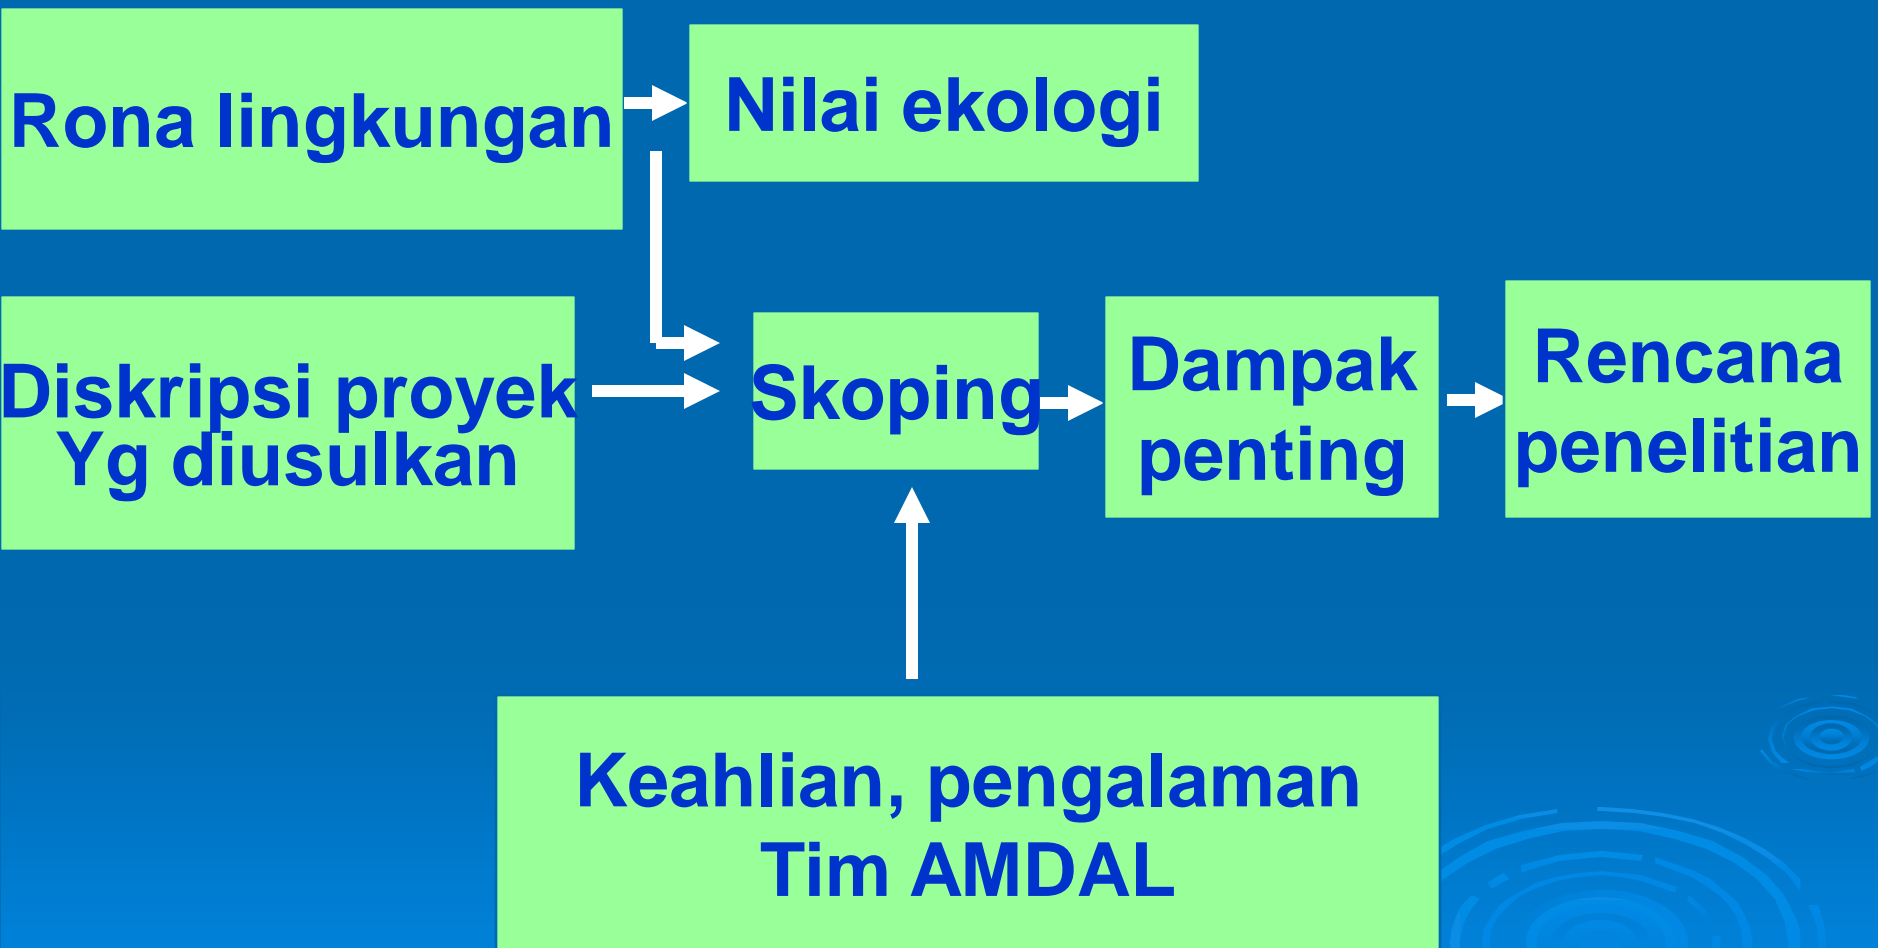 Rona lingkungan
Nilai ekologi
Diskripsi proyek
Yg diusulkan
Skoping
Dampak
penting
Rencana
penelitian
Keahlian, pengalaman
Tim AMDAL